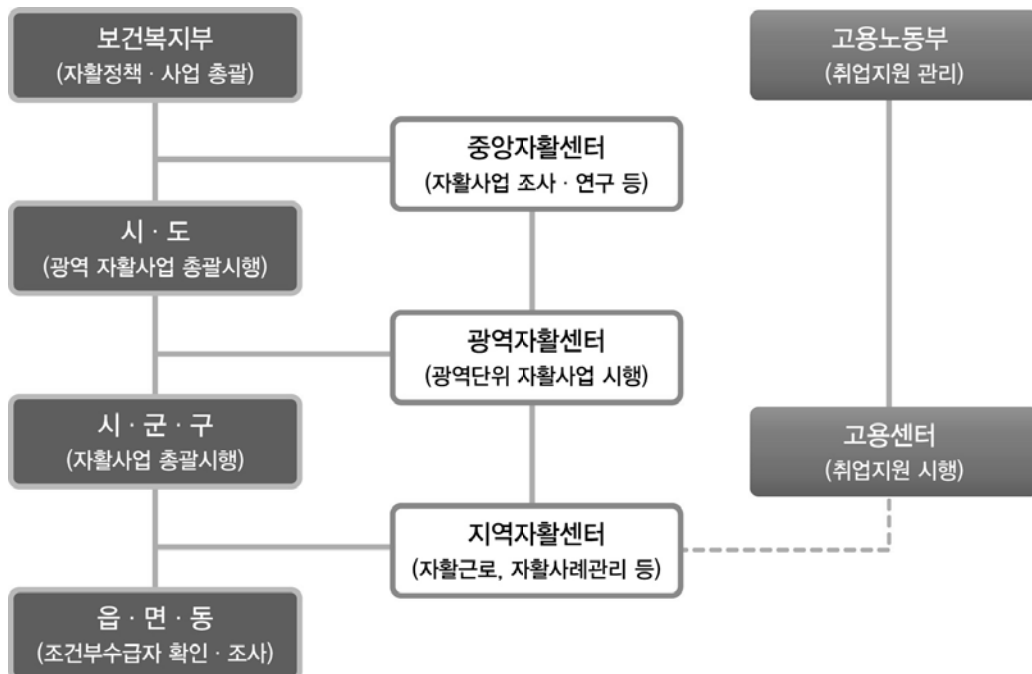 보건복지부
(자활정책 · 사업 총괄)
고용노동부
(취업지원 관리)
중앙자활센터
(자활사업 조사 · 연구 등)
시 · 도
(광역 자활사업 총괄시행)
광역자활센터
(광역단위 자활사업 시행)
시 · 군 · 구
(자활사업 총괄시행)
고용센터
(취업지원 시행)
지역자활센터
(자활근로, 자활사례관리 등)
읍 · 면 · 동
(조건부수급자 확인 · 조사)